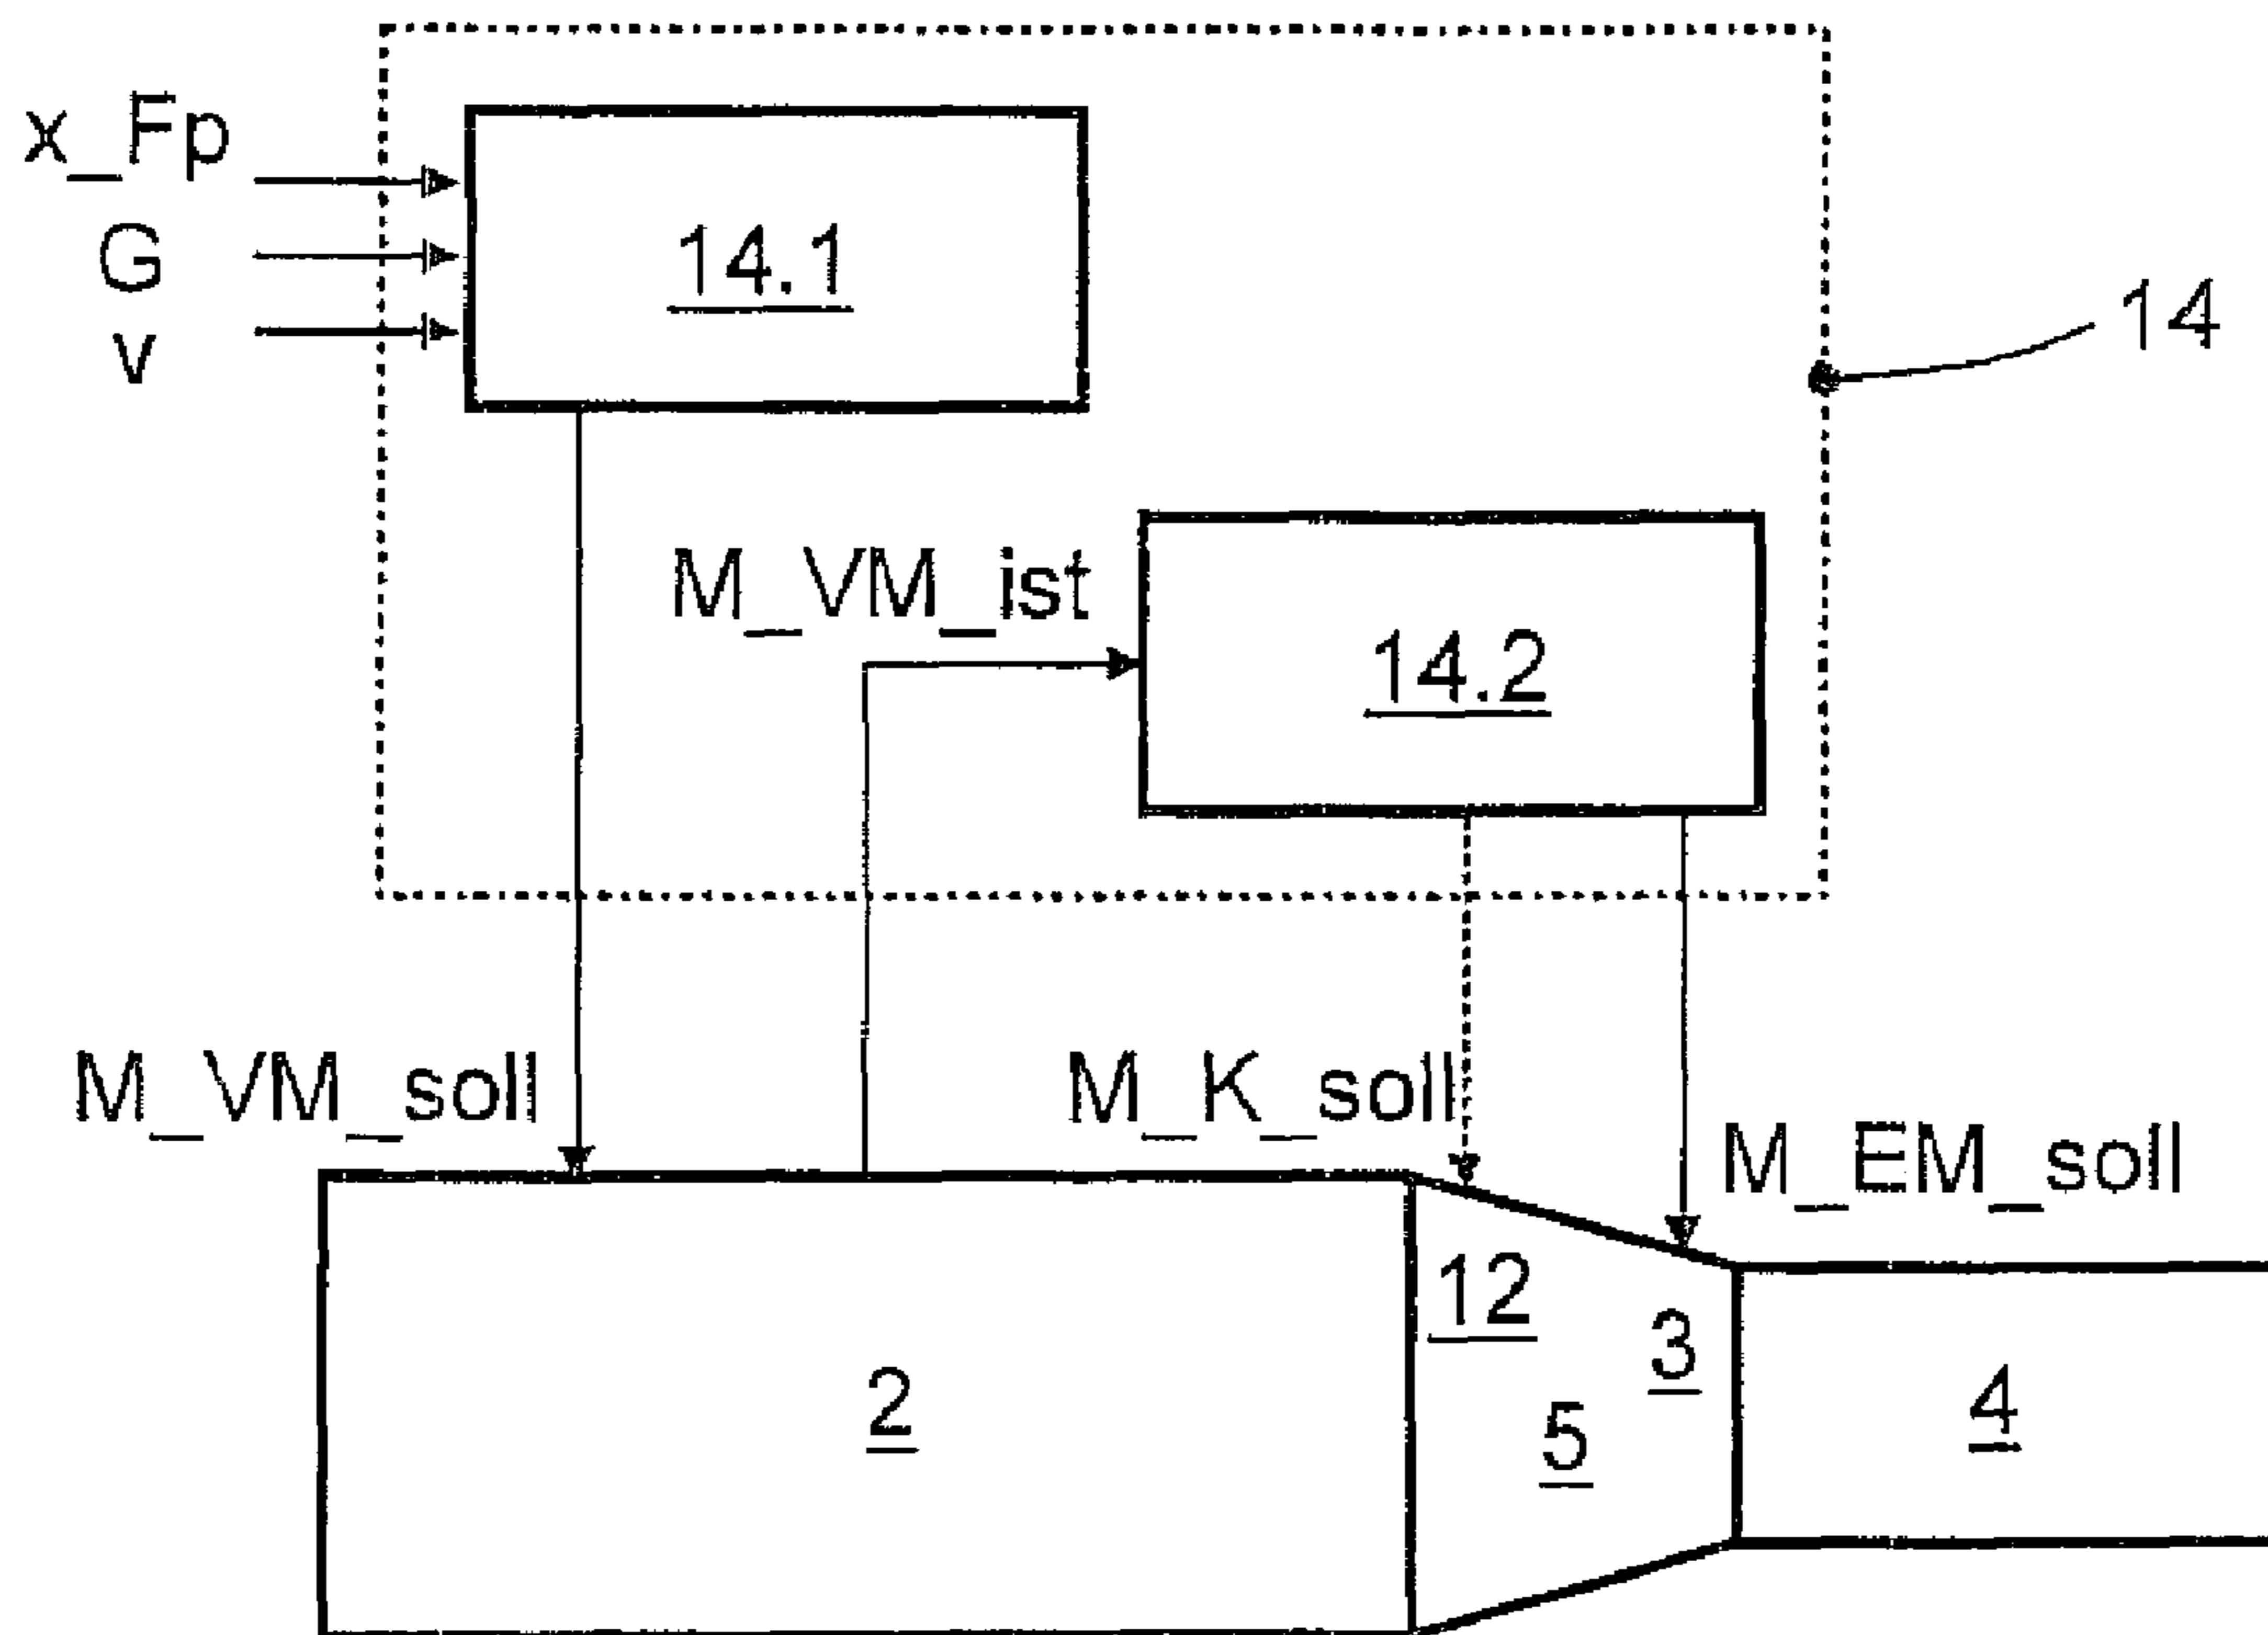 x_Fp
G
14.1
v
14
M_VM_ist
14.2
M_VM_soll
M_K_soll
M_EM_soll
12
3
2
5
4